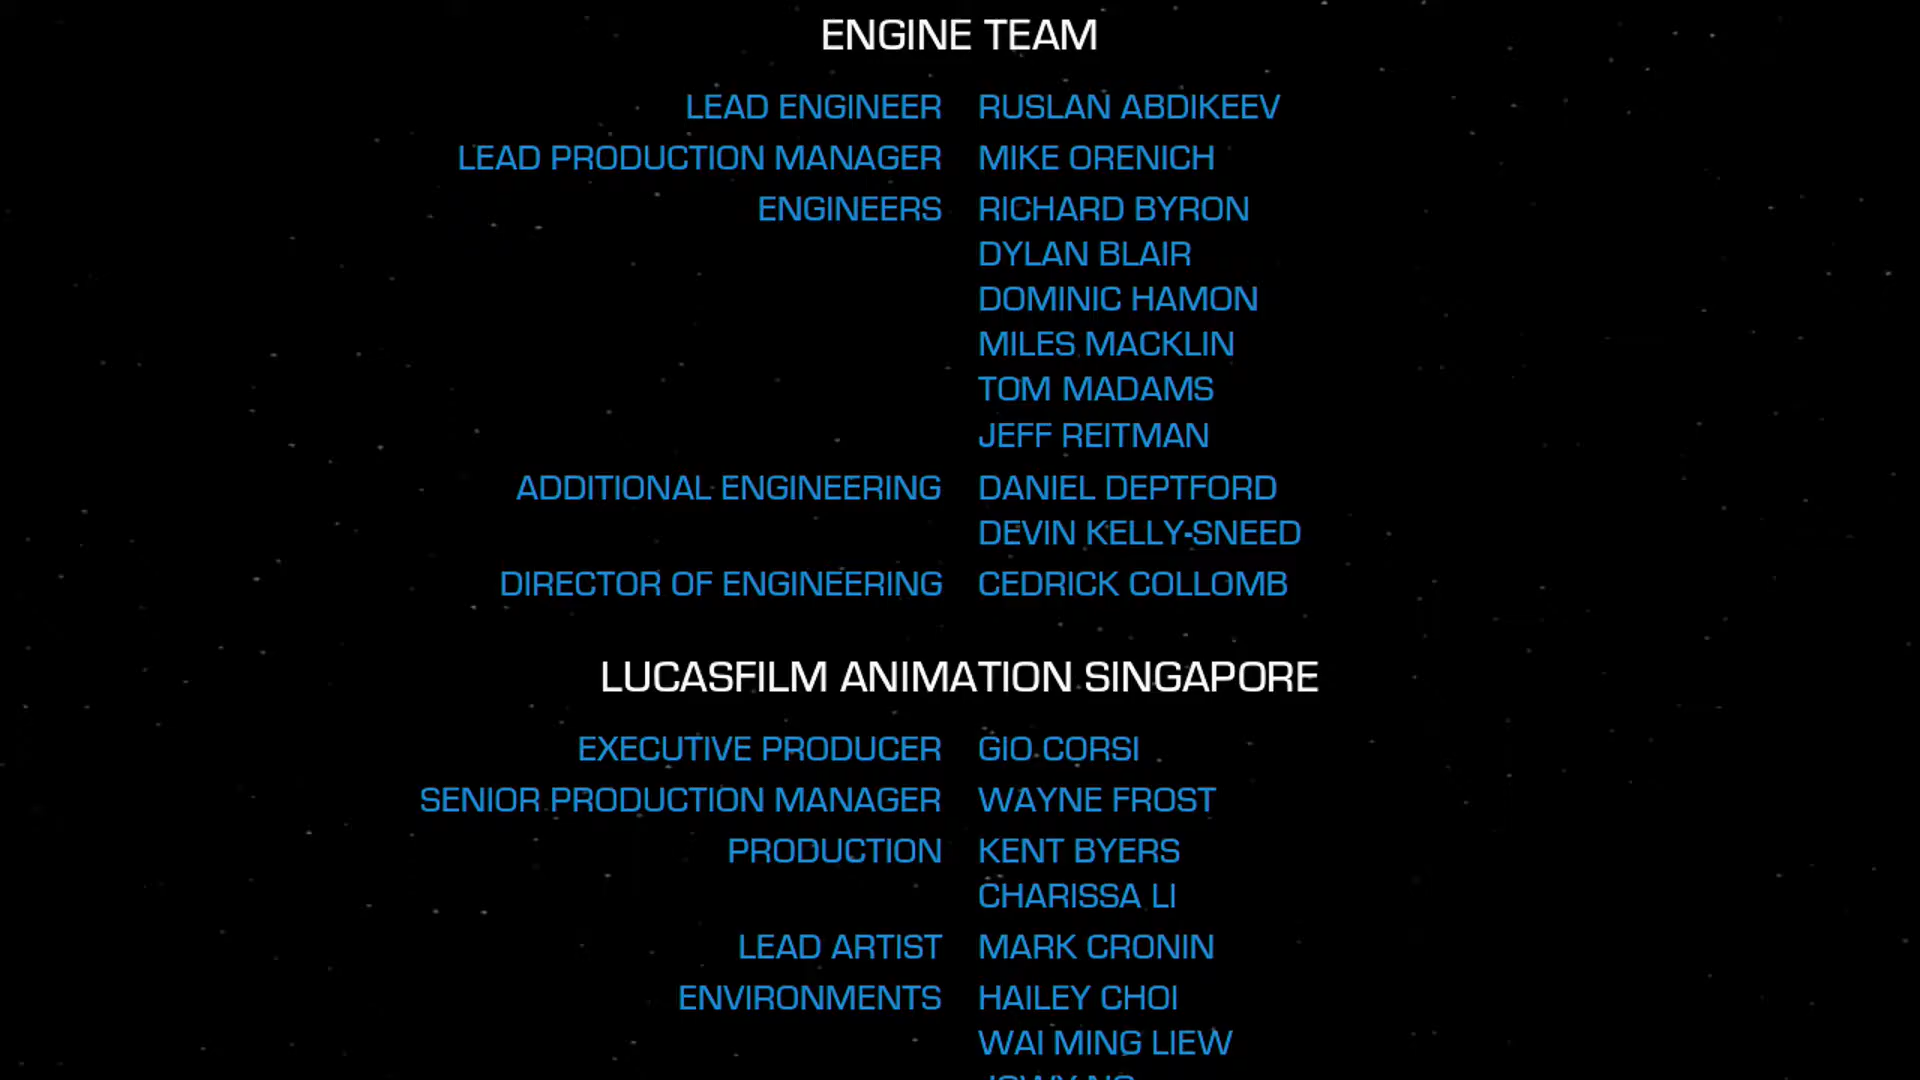 ENGINE TEAM
LEAD ENGINEER RUSLAN ABDIKEEV
LEAD PRODUCTION MANAGER MIKE ORENICH
ENGINEERS RICHARD BYRON
DYLAN BLAIR
DOMINIC HAMON
MILES MACKLIN
TOM MADAMS
JEFF REITMAN
ADDITIONAL ENGINEERING DANIEL DEPTFORD
DEVIN KELLY-SNEED
DIRECTOR OF ENGINEERING CEDRICK COLLOMB
LUCASFILM ANIMATION SINGAPORE
EXECUTIVE PRODUCER GIO CORSI
SENIOR PRODUCTION MANAGER WAYNE FROST
PRODUCTION KENT BYERS
CHARISSA LI
LEAD ARTIST MARK CRONIN
ENVIRONMENTS HAILEY CHOI
WAI MING LIEW